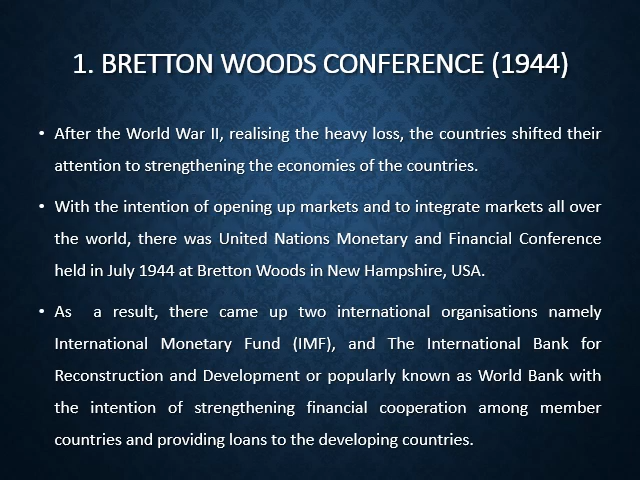 1. BRETTON WOODS CONFERENCE (1944)
• After the World War II, realising the heavy loss, the countries shifted their
attention to strengthening the economies of the countries.
• With the intention of opening up markets and to integrate markets all over
the world, there was United Nations Monetary and Financial Conference
held in July 1944 at Bretton Woods in New Hampshire, USA.
• As a result, there came up two international organisations namely
International Monetary Fund (IMF), and The International Bank for
Reconstruction and Development or popularly known as World Bank with
the intention of strengthening financial cooperation among member
countries and providing loans to the developing countries.